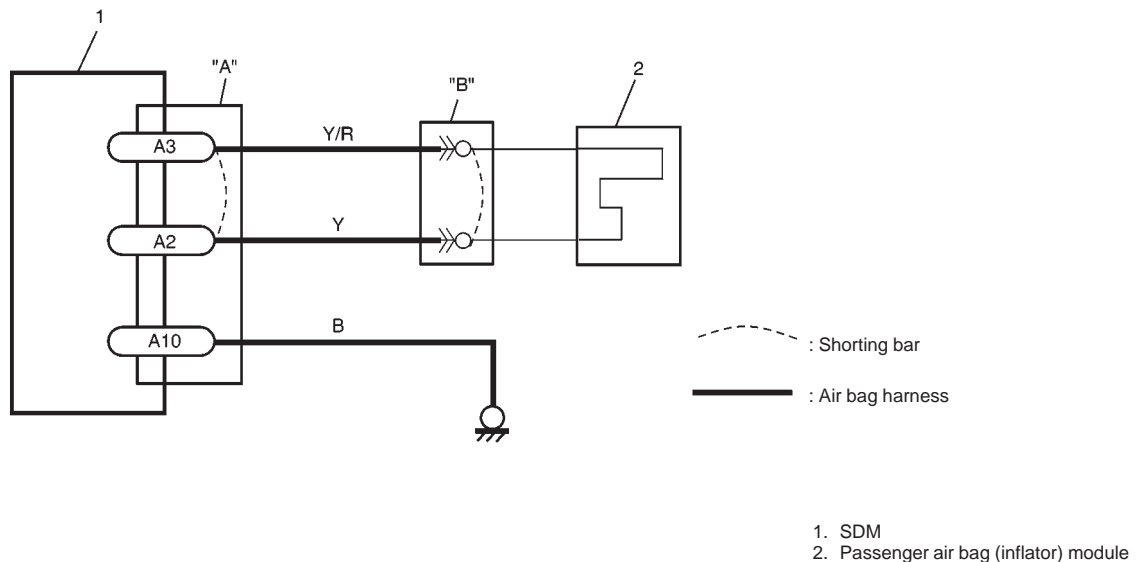 1
"A"
"B"
2
A3
Y/R
A2
Y
A10
B
: Shorting bar
: Air bag harness
1. SDM
2. Passenger air bag (inflator) module